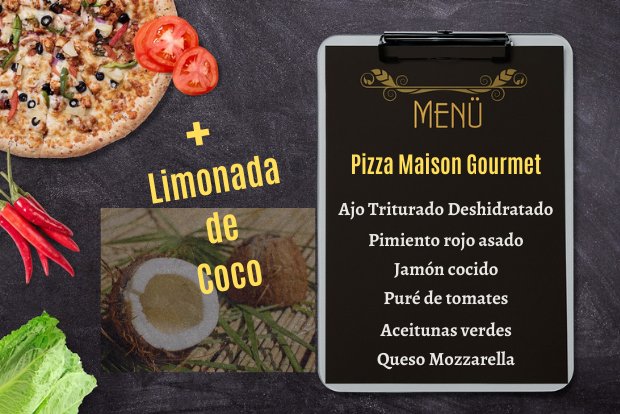 +
Limonada
de
Coco
MENÜ
Pizza Maison Gourmet
Ajo Triturado Deshidratado
Pimiento rojo asado
Jamón cocido
Puré de tomates
Aceitunas verdes
Queso Mozzarella